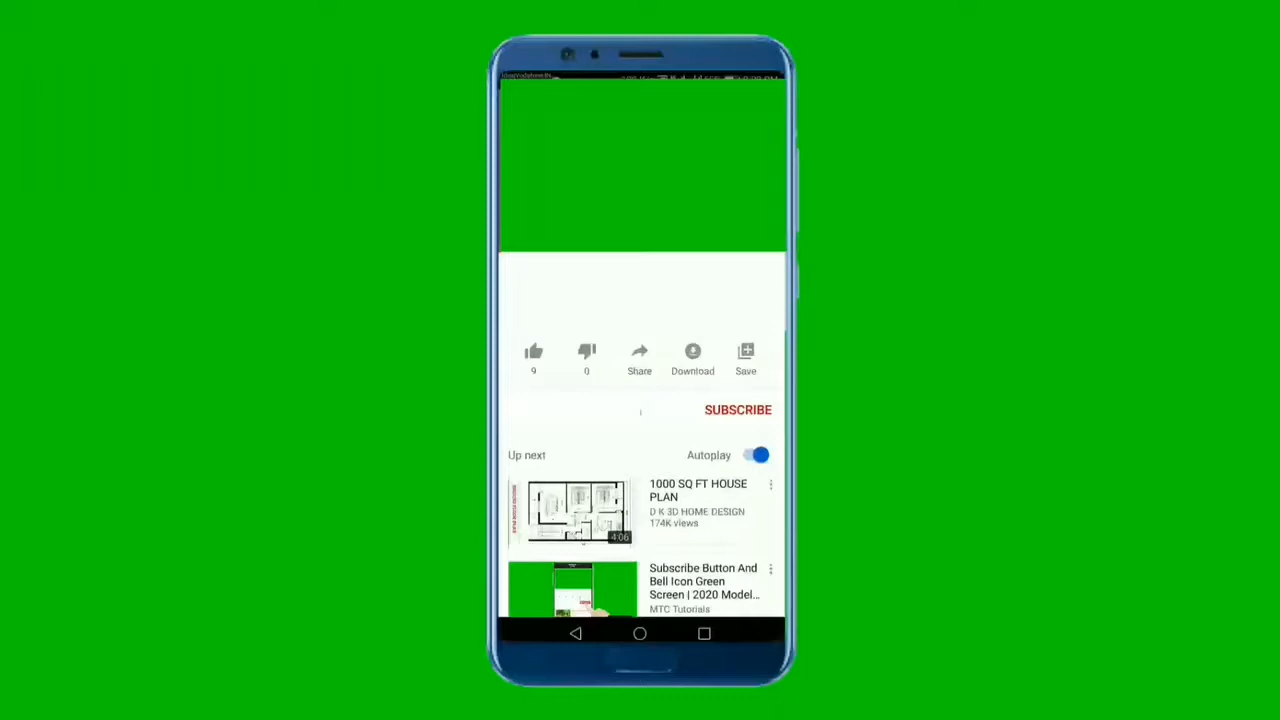 9
0
Share
Download
Save
SUBSCRIBE
Up next
Autoplay
1000 SQ FT HOUSE
PLAN
D K 3D HOME DESIGN
174K views
4:06
Subscribe Button And
Bell Icon Green
Screen | 2020 Model...
MTC Tutorials